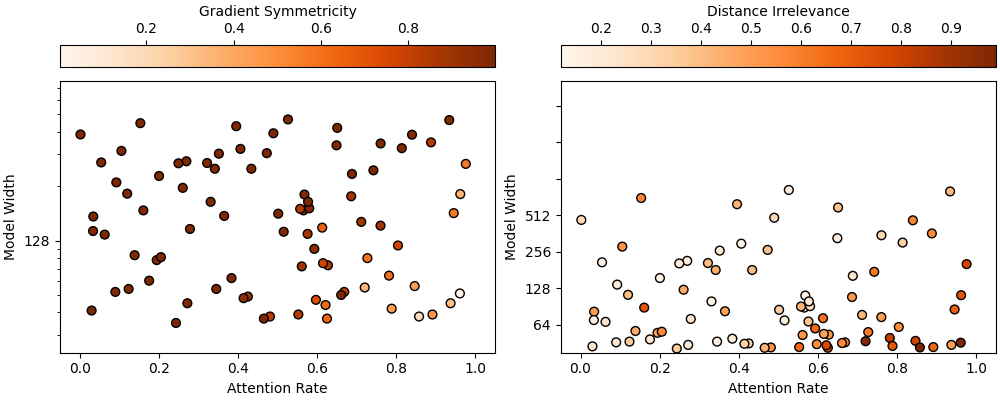 Gradient Symmetricity
0.2 0.4 0.6 0.8
Model Width
128
0.0 0.2 0.4 0.6 0.8 1.0
Attention Rate
Distance Irrelevance
0.2 0.3 0.4 0.5 0.6 0.7 0.8 0.9
Model Width
512
256
128
64
0.0 0.2 0.4 0.6 0.8 1.0
Attention Rate